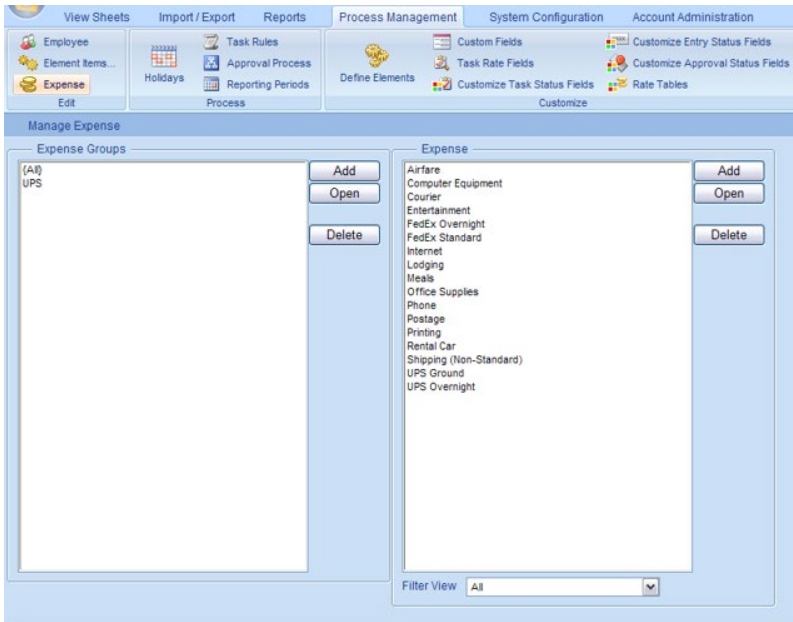 View Sheets Import / Export Reports Process Management System Configuration Account Administration
Employee Task Rules Custom Fields Customize Entry Status Fields
Element Items... Approval Process Task Rate Fields Customize Approval Status Fields
Expense Holidays Reporting Periods Define Elements Customize Task Status Fields Rate Tables
Edit Process Customize
Manage Expense
Expense Groups
{All}
UPS
Add
Open
Delete
Expense
Airfare
Computer Equipment
Courier
Entertainment
FedEx Overnight
FedEx Standard
Internet
Lodging
Meals
Office Supplies
Phone
Postage
Printing
Rental Car
Shipping (Non-Standard)
UPS Ground
UPS Overnight
Add
Open
Delete
Filter View All